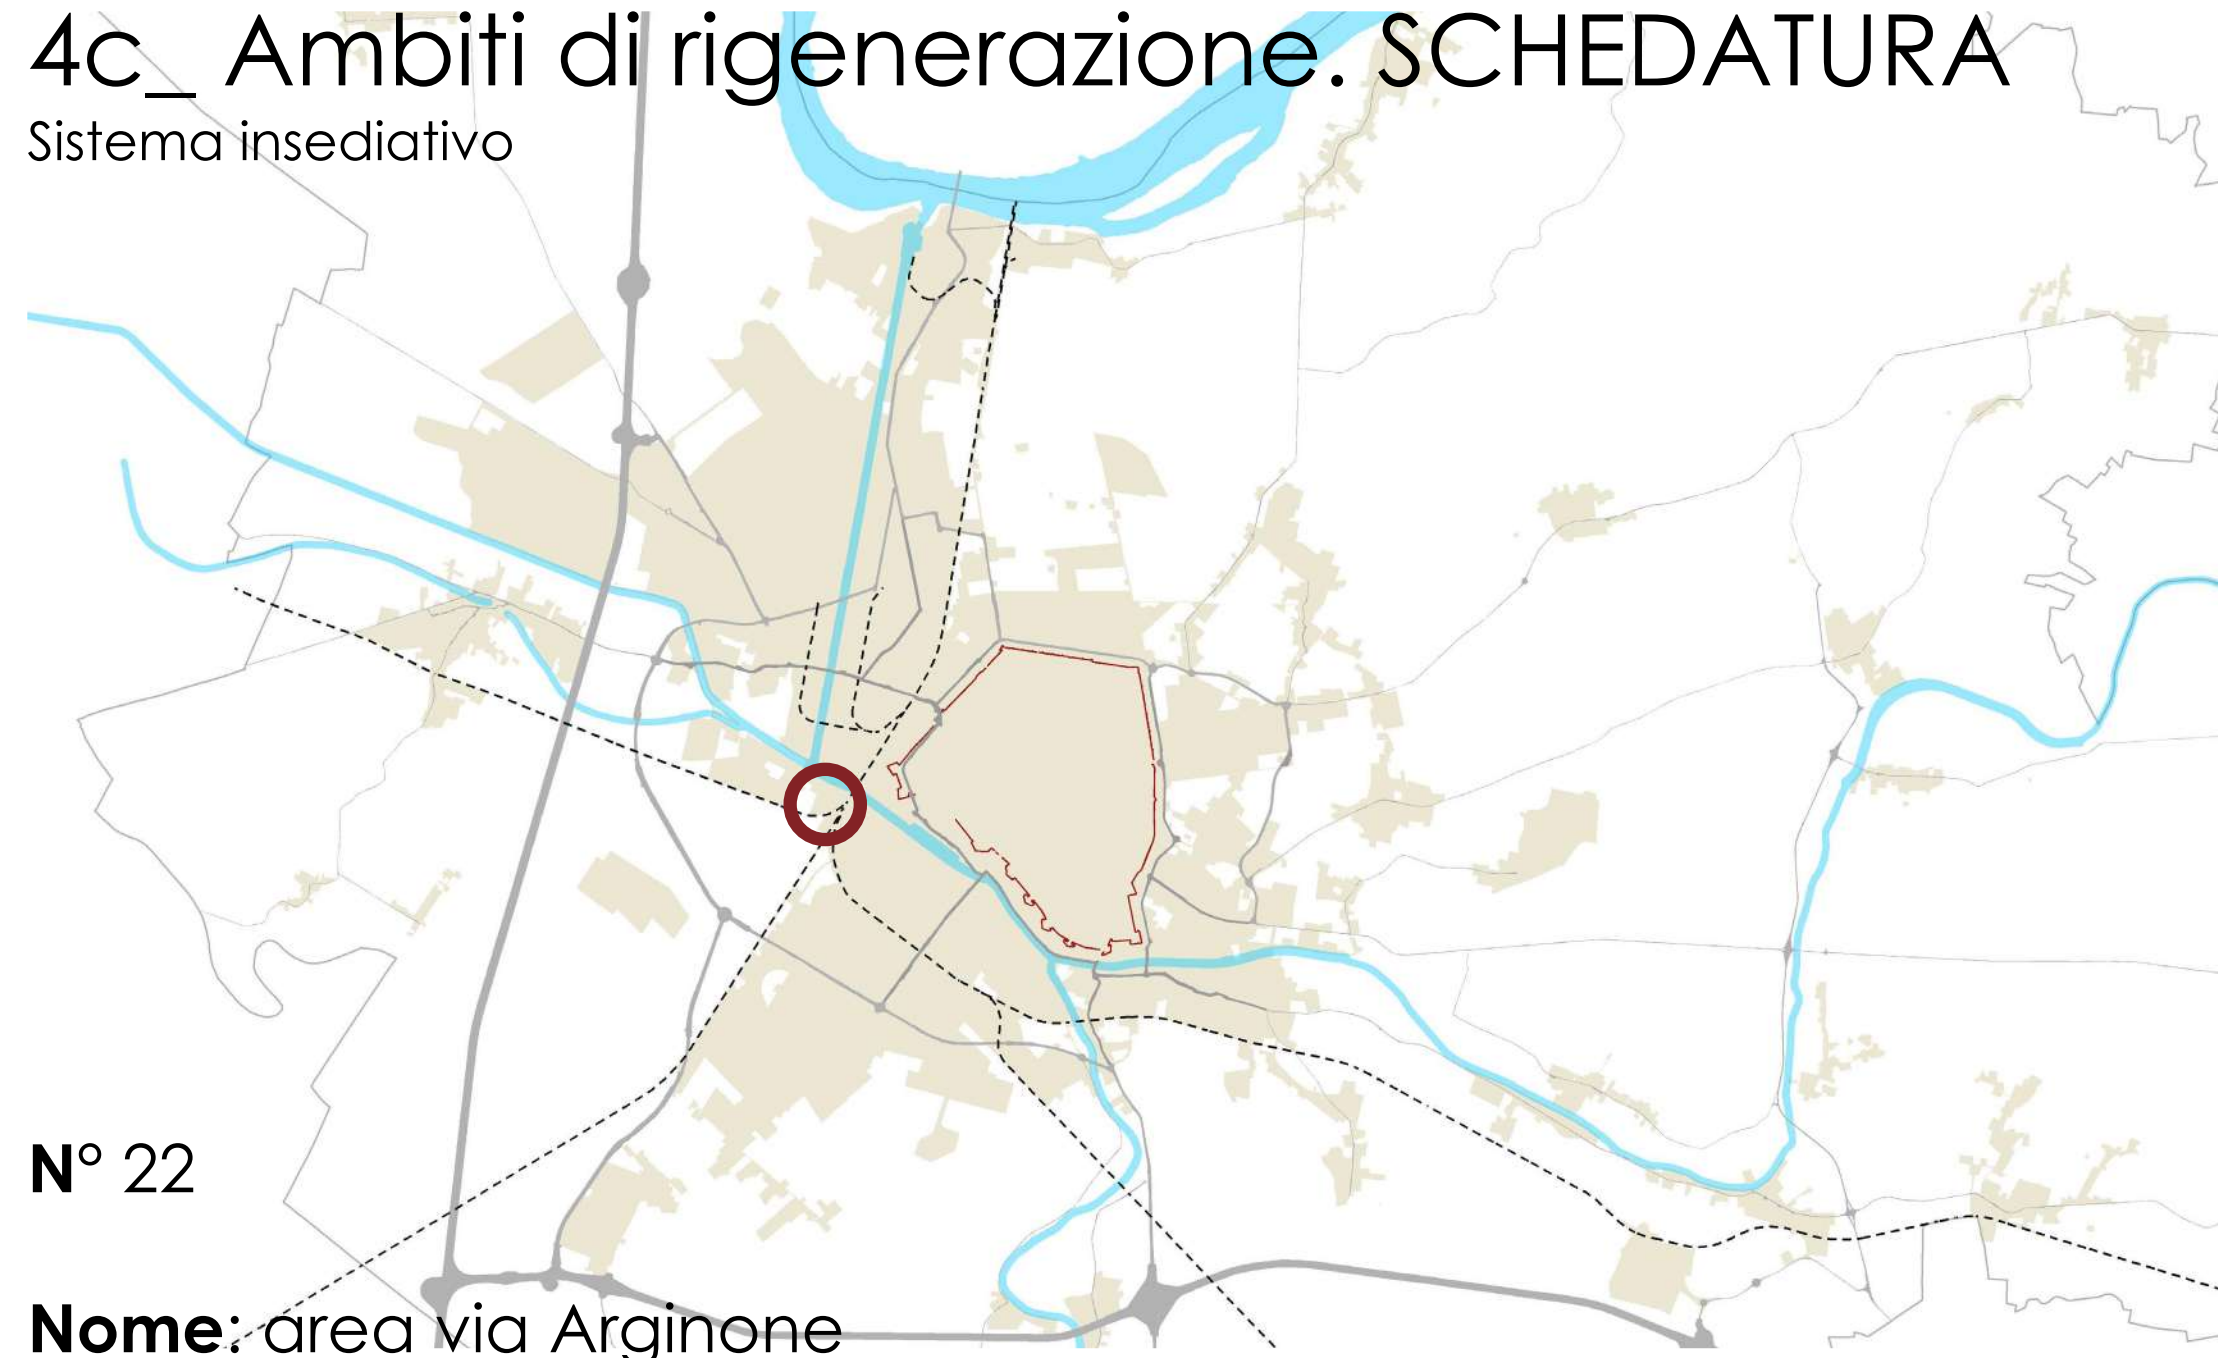 4c_ Ambiti di rigenerazione. SCHEDATURA
Sistema insediativo
N° 22
Nome: area via Arginone